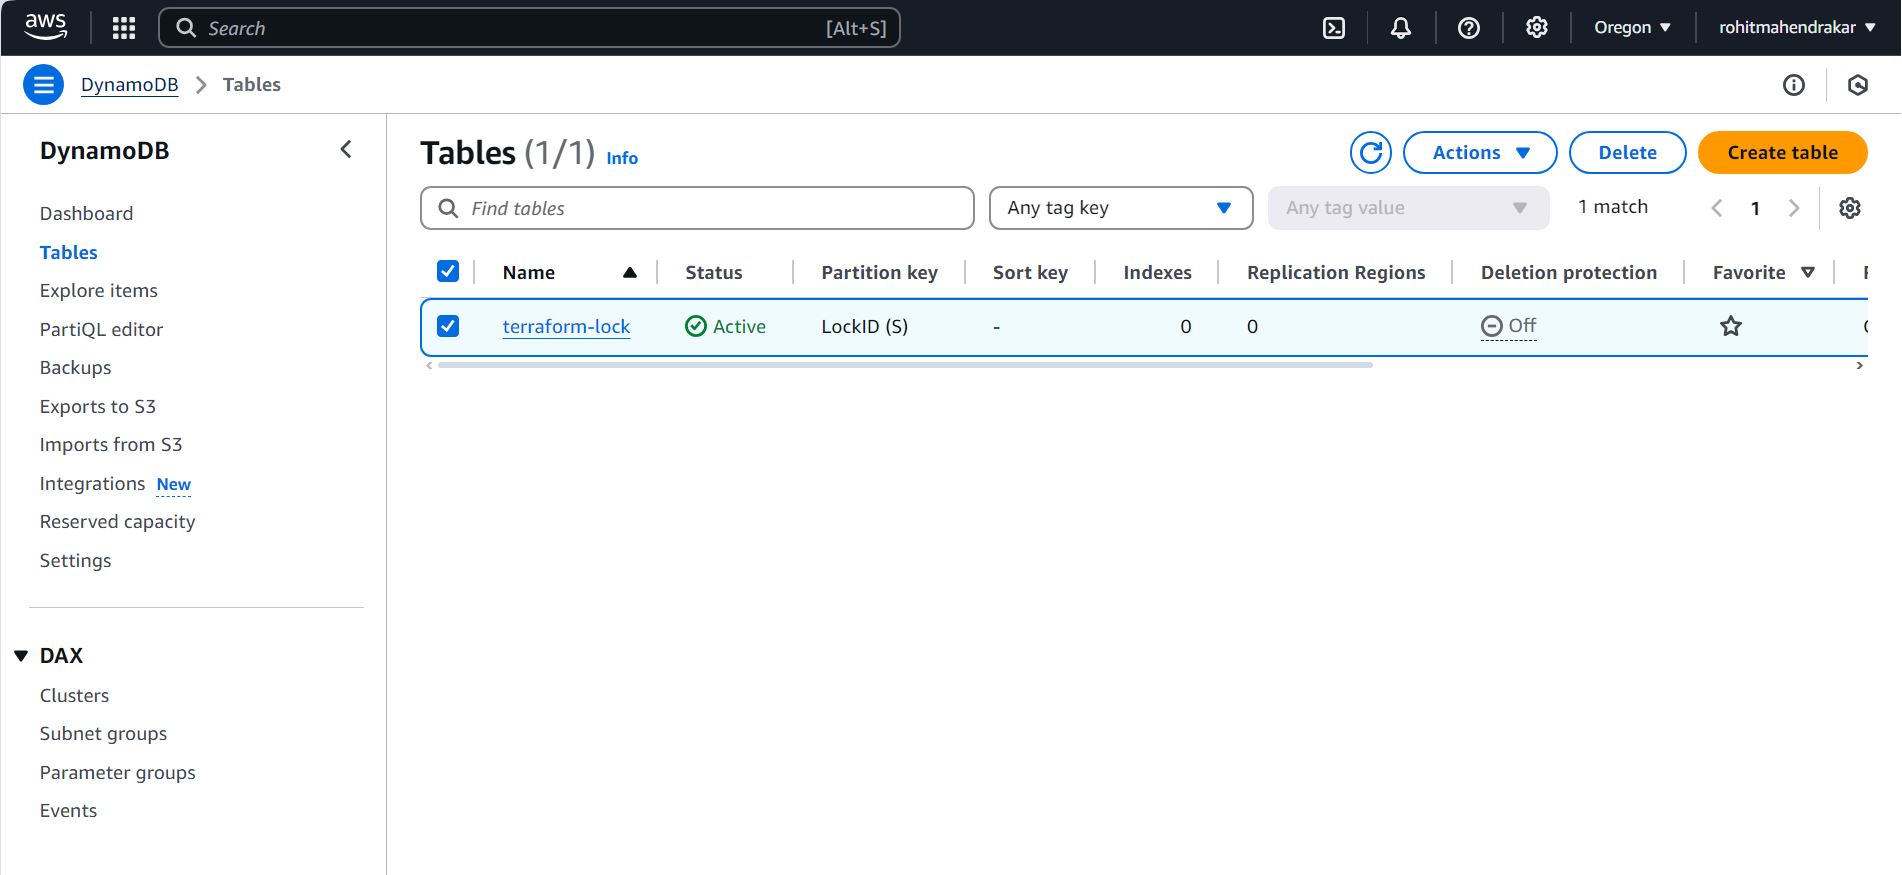 aws
Search [Alt+S] Oregon rohitmahendrakar
DynamoDB Tables
DynamoDB
Dashboard
Tables
Explore items
PartiQL editor
Backups
Exports to S3
Imports from S3
Integrations New
Reserved capacity
Settings
DAX
Clusters
Subnet groups
Parameter groups
Events
Tables (1/1) Info Actions Delete Create table
Find tables Any tag key Any tag value 1 match 1
Name Status Partition key Sort key Indexes Replication Regions Deletion protection Favorite
terraform-lock Active LockID (S) - 0 0 Off